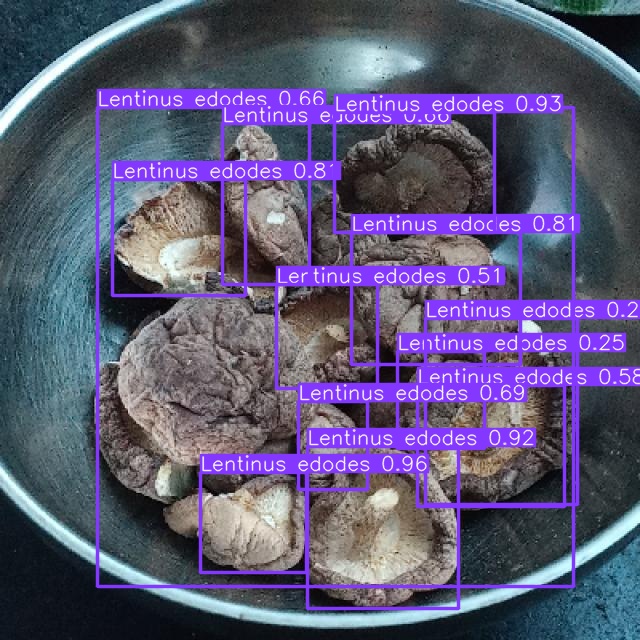 Lentinus edodes 0.66
Lentinus edodes 0.93
Lentinus edodes 0.66
Lentinus edodes 0.81
Lentinus edodes 0.81
Lentinus edodes 0.51
Lentinus edodes 0.2
Lentinus edodes 0.25
Lentinus edodes 0.58
Lentinus edodes 0.69
Lentinus edodes 0.92
Lentinus edodes 0.96